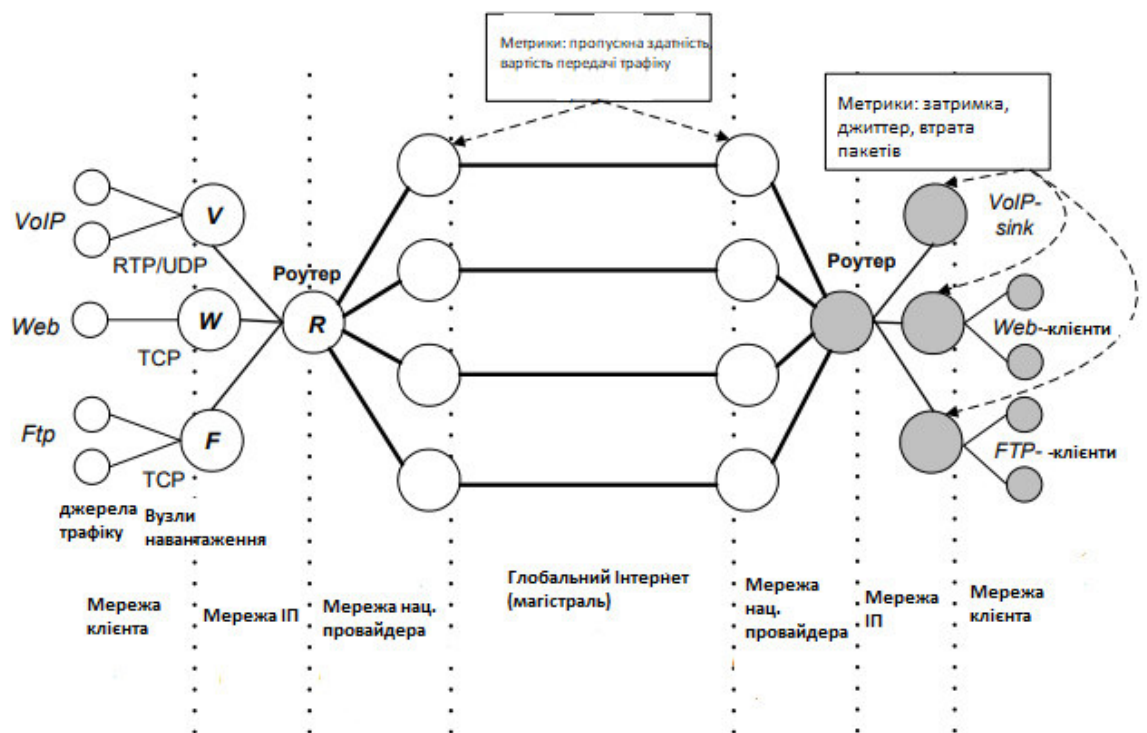 Метрики: пропускна здатність,
вартість передачі трафіку
Метрики: затримка,
джиттер, втрата
пакетів
VoIP
V
RTP/UDP
Роутер
Web
W
TCP
R
Ftp
F
TCP
Роутер
VoIP-
sink
Web--клієнти
FTP- -клієнти
джерела
трафіку
Вузли
навантаження
Мережа
клієнта
Мережа ІП
Мережа нац.
провайдера
Глобальний Інтернет
(магістраль)
Мережа
нац.
провайдера
Мережа
ІП
Мережа
клієнта